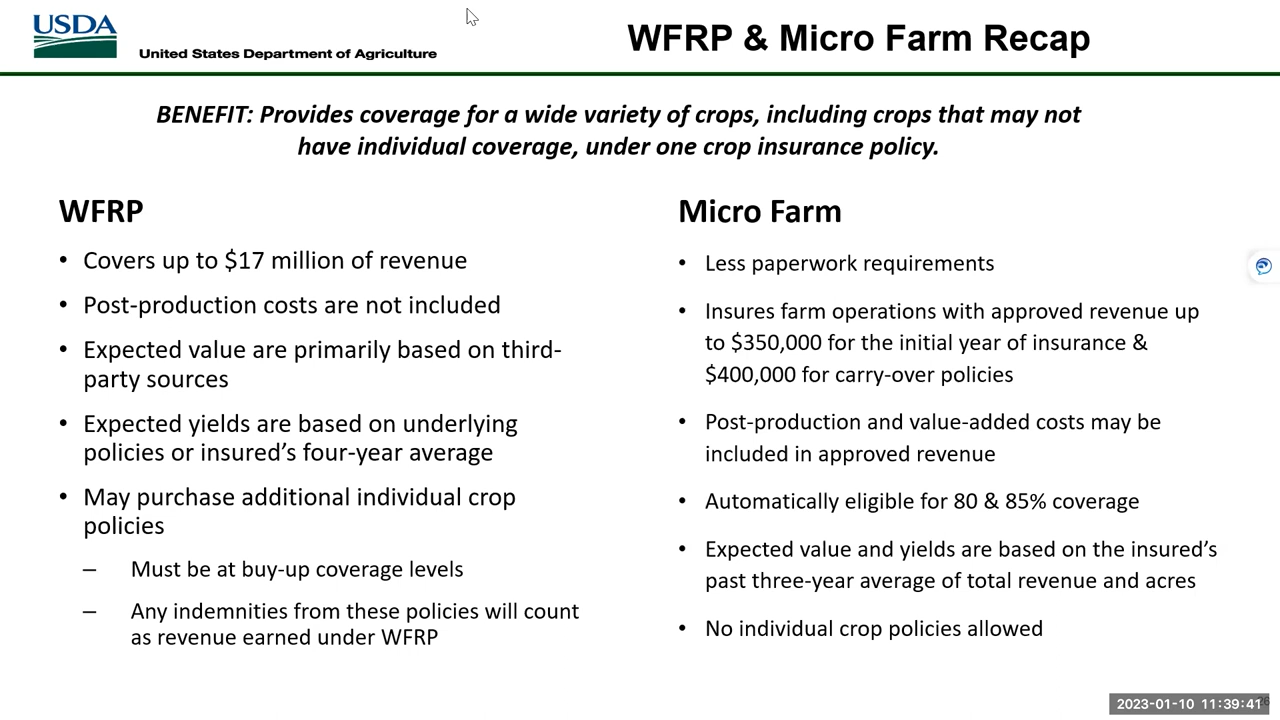 USDA
United States Department of Agriculture
WFRP & Micro Farm Recap
BENEFIT: Provides coverage for a wide variety of crops, including crops that may not
have individual coverage, under one crop insurance policy.
WFRP
• Covers up to $17 million of revenue
• Post-production costs are not included
• Expected value are primarily based on third-
party sources
• Expected yields are based on underlying
policies or insured’s four-year average
• May purchase additional individual crop
policies
– Must be at buy-up coverage levels
– Any indemnities from these policies will count
as revenue earned under WFRP
Micro Farm
• Less paperwork requirements
• Insures farm operations with approved revenue up
to $350,000 for the initial year of insurance &
$400,000 for carry-over policies
• Post-production and value-added costs may be
included in approved revenue
• Automatically eligible for 80 & 85% coverage
• Expected value and yields are based on the insured’s
past three-year average of total revenue and acres
• No individual crop policies allowed
2023-01-10 11:39:41